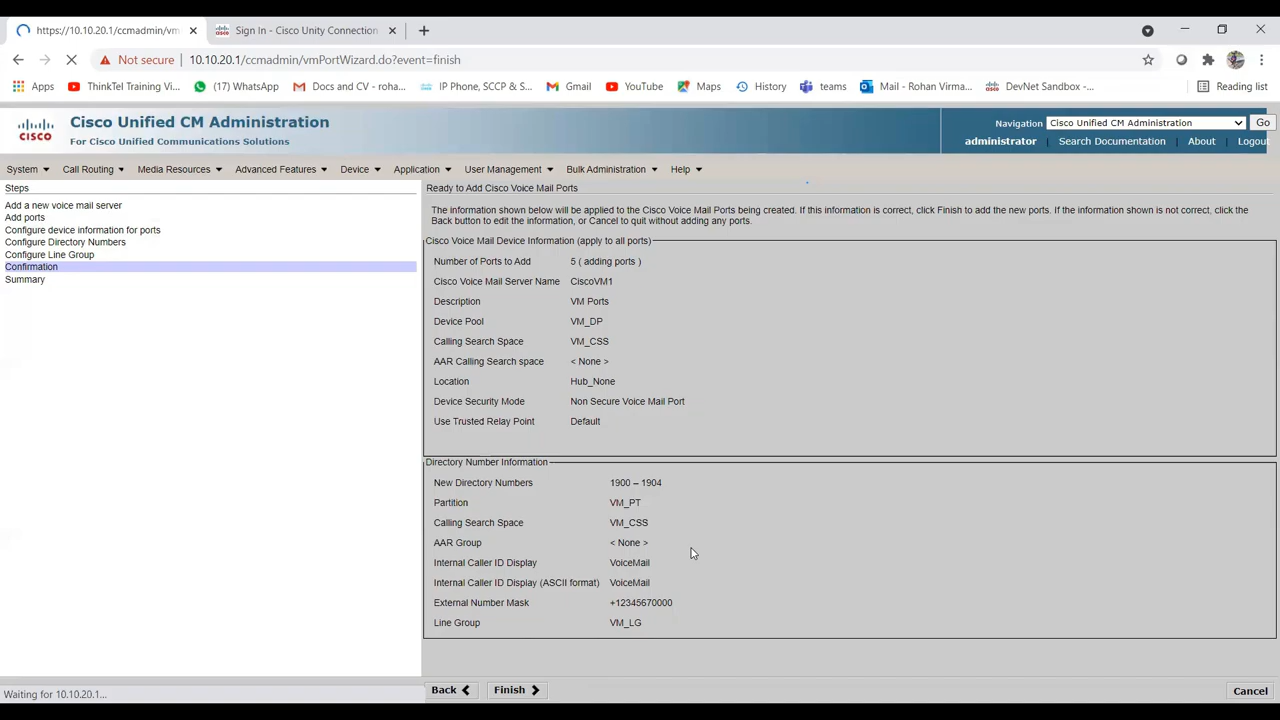 https://10.10.20.1/ccmadmin/vm
Sign In - Cisco Unity Connection
Not secure 10.10.20.1/ccmadmin/vmPortWizard.do?event=finish
Apps ThinkTel Training Vi... (17) WhatsApp Docs and CV - roha... IP Phone, SCCP & S... Gmail YouTube Maps History teams Mail - Rohan Virma... DevNet Sandbox -... Reading list
CISCO
Cisco Unified CM Administration
For Cisco Unified Communications Solutions
Navigation Cisco Unified CM Administration Go
administrator Search Documentation About Logout
System Call Routing Media Resources Advanced Features Device Application User Management Bulk Administration Help
Steps
Add a new voice mail server
Add ports
Configure device information for ports
Configure Directory Numbers
Configure Line Group
Confirmation
Summary
Ready to Add Cisco Voice Mail Ports
The information shown below will be applied to the Cisco Voice Mail Ports being created. If this information is correct, click Finish to add the new ports. If the information shown is not correct, click the
Back button to edit the information, or Cancel to quit without adding any ports.
Cisco Voice Mail Device Information (apply to all ports)
Number of Ports to Add 5 ( adding ports )
Cisco Voice Mail Server Name CiscoVM1
Description VM Ports
Device Pool VM_DP
Calling Search Space VM_CSS
AAR Calling Search space < None >
Location Hub_None
Device Security Mode Non Secure Voice Mail Port
Use Trusted Relay Point Default
Directory Number Information
New Directory Numbers 1900 – 1904
Partition VM_PT
Calling Search Space VM_CSS
AAR Group < None >
Internal Caller ID Display VoiceMail
Internal Caller ID Display (ASCII format) VoiceMail
External Number Mask +12345670000
Line Group VM_LG
Back Finish Cancel
Waiting for 10.10.20.1...